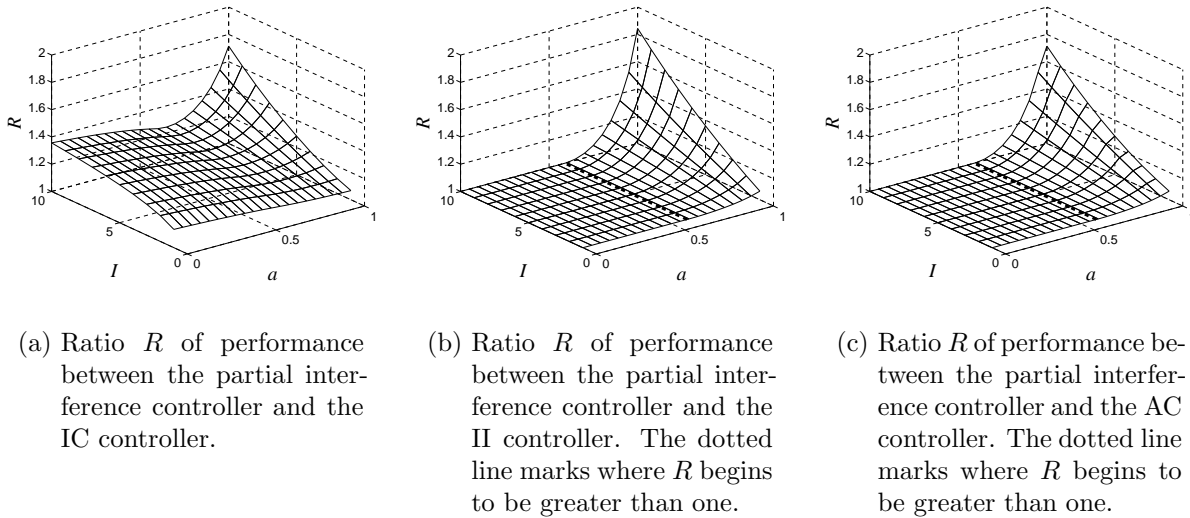 2
1.8
1.6
1.4
1.2
1
R
10
5
0
I
0
0.5
1
a
2
1.8
1.6
1.4
1.2
1
R
10
5
0
I
0
0.5
1
a
2
1.8
1.6
1.4
1.2
1
R
10
5
0
I
0
0.5
1
a
(a) Ratio R of performance
between the partial inter-
ference controller and the
IC controller.
(b) Ratio R of performance
between the partial inter-
ference controller and the
II controller. The dotted
line marks where R begins
to be greater than one.
(c) Ratio R of performance be-
tween the partial interfer-
ence controller and the AC
controller. The dotted line
marks where R begins to
be greater than one.